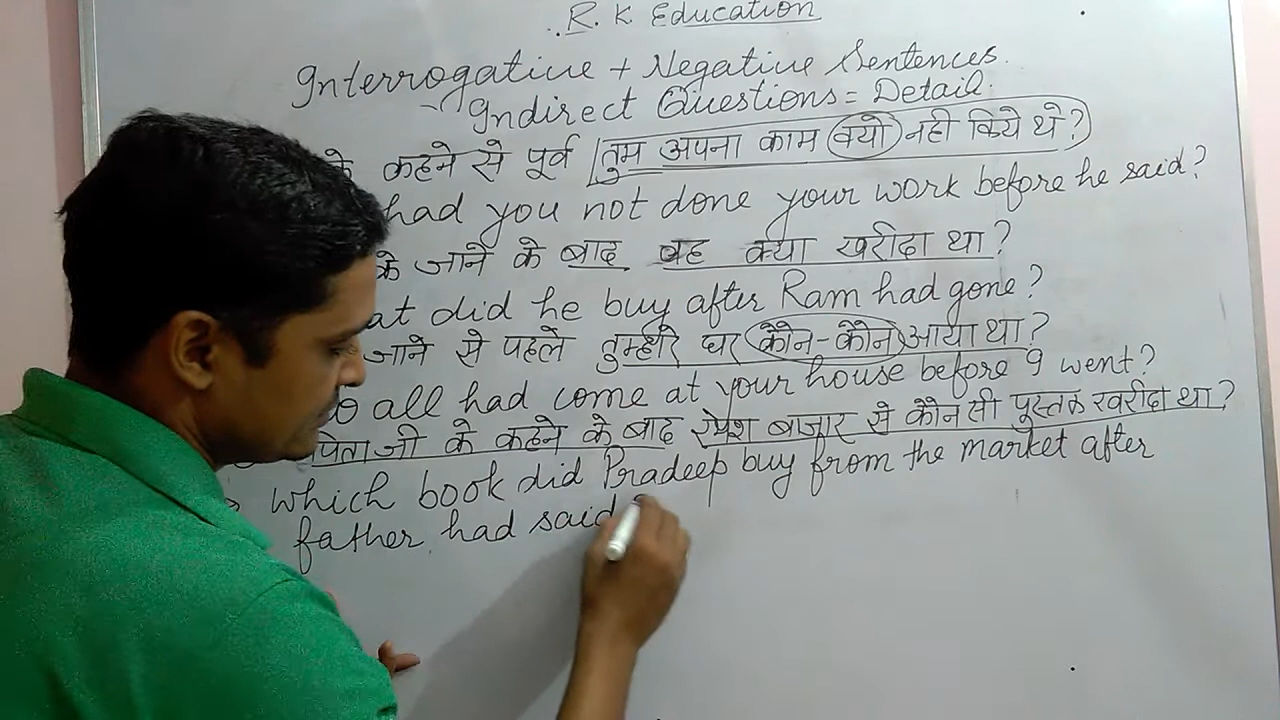 R. K. Education
Interrogative + Negative Sentences.
Indirect Questions = Detail.
के कहने से पूर्व तुम अपना काम क्यों नही किये थे?
had you not done your work before he said?
के जाने के बाद वह क्या खरीदा था?
at did he buy after Ram had gone?
जाने से पहले तुम्हारे घर कौन-कौन आया था?
o all had come at your house before I went?
पिता जी के कहने के बाद रमेश बाजार से कौन सी पुस्तक खरीदा था?
which book did Pradeep buy from the market after
father had said?